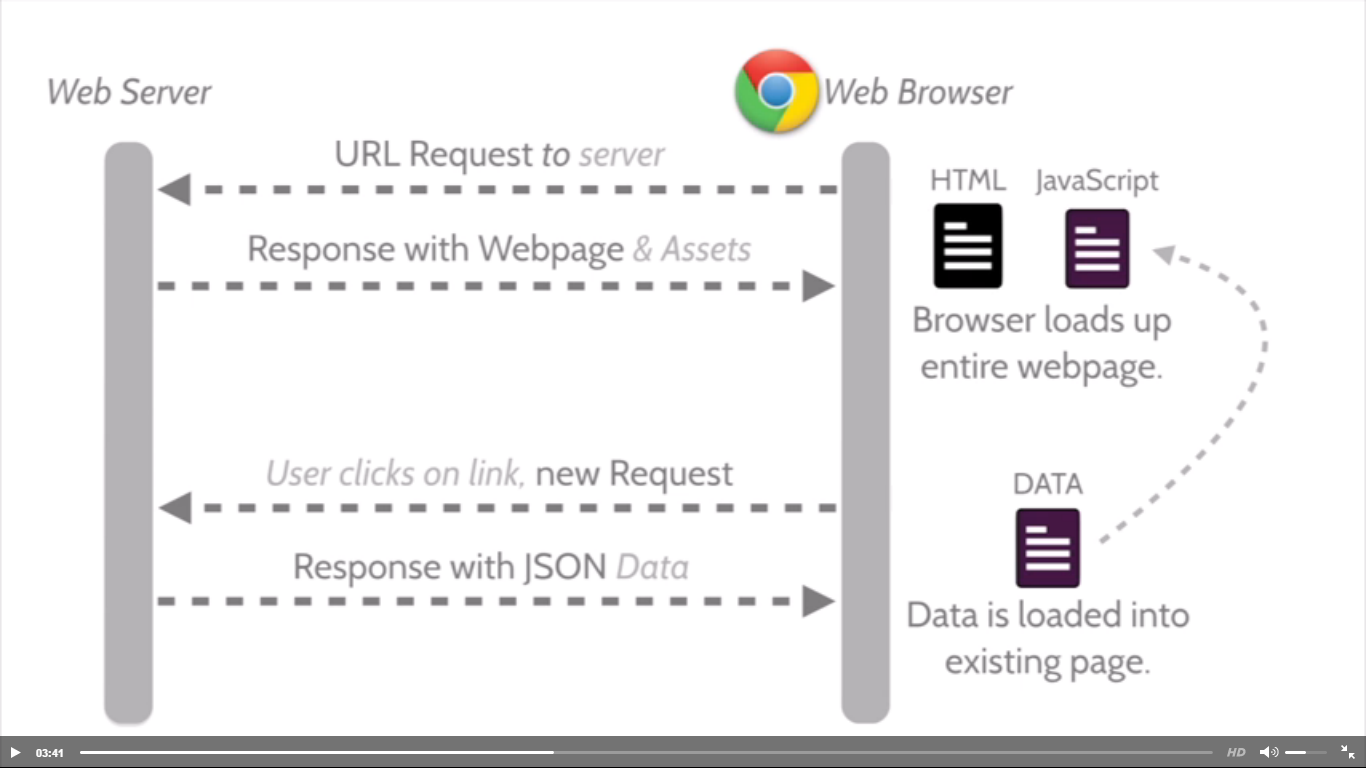 Web Server
Web Browser
URL Request to server
HTML
JavaScript
Response with Webpage & Assets
Browser loads up
entire webpage.
User clicks on link, new Request
DATA
Response with JSON Data
Data is loaded into
existing page.
03:41
HD